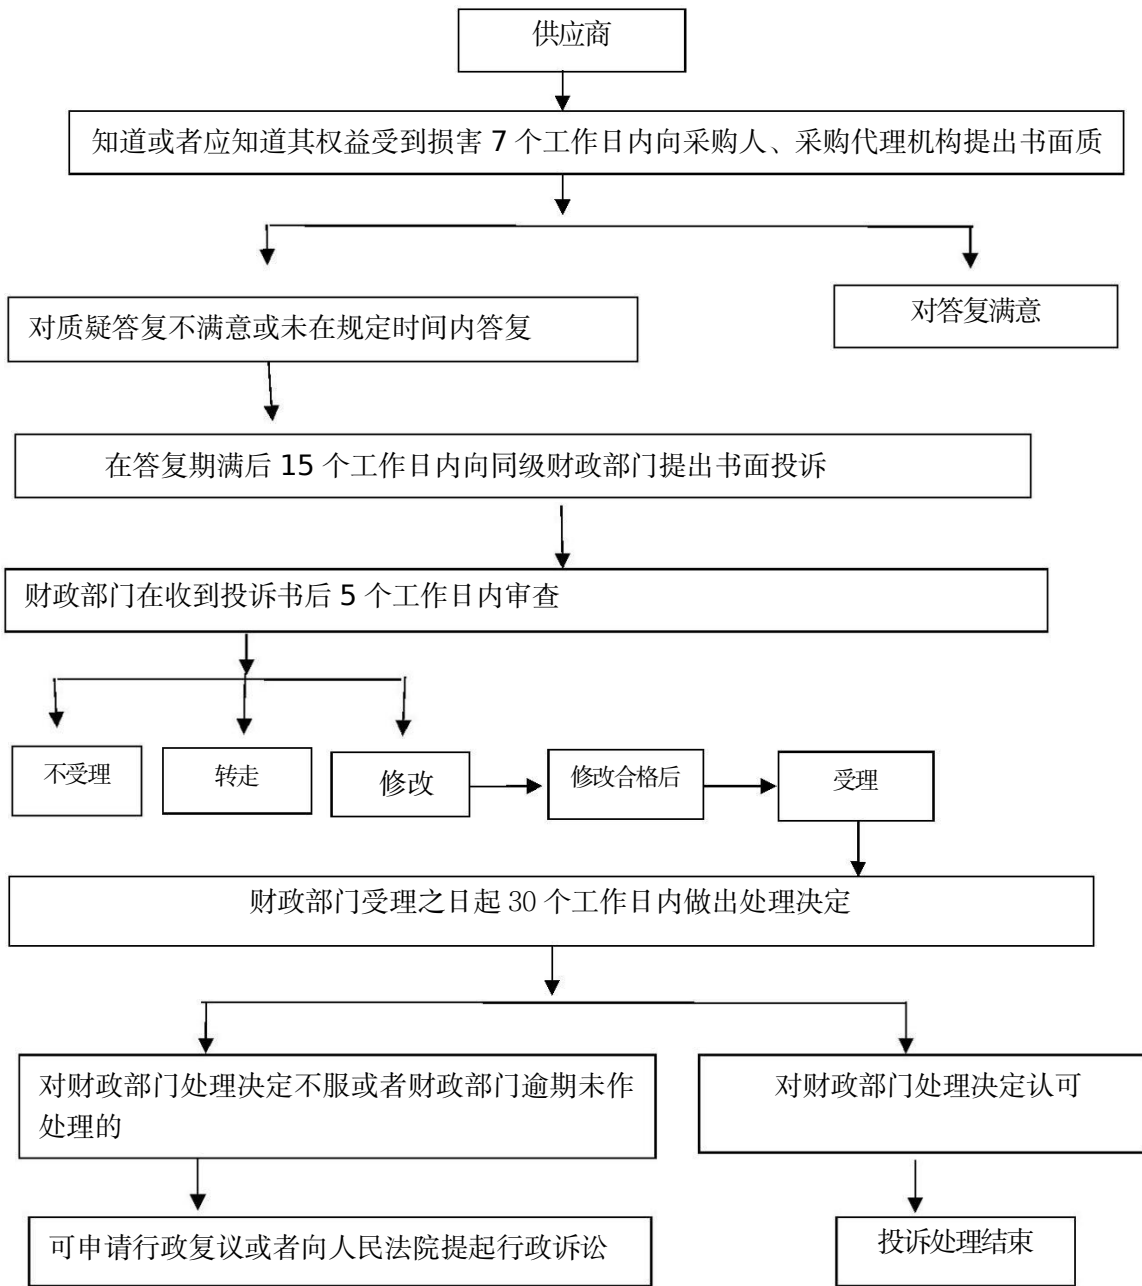 供应商
知道或者应知道其权益受到损害 7 个工作日内向采购人、采购代理机构提出书面质
对质疑答复不满意或未在规定时间内答复
对答复满意
在答复期满后 15 个工作日内向同级财政部门提出书面投诉
财政部门在收到投诉书后 5 个工作日内审查
不受理
转走
修改
修改合格后
受理
财政部门受理之日起 30 个工作日内做出处理决定
对财政部门处理决定不服或者财政部门逾期未作
处理的
对财政部门处理决定认可
可申请行政复议或者向人民法院提起行政诉讼
投诉处理结束